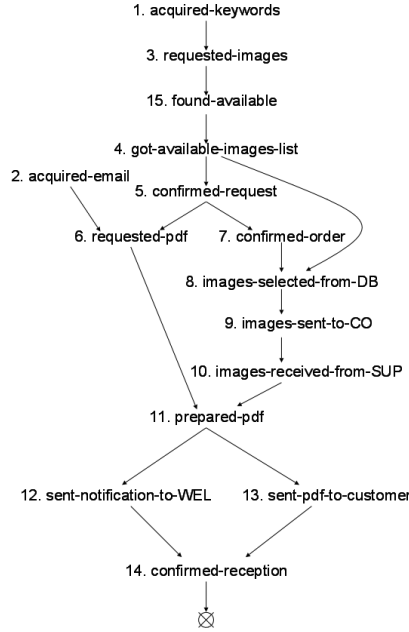 1. acquired-keywords
3. requested-images
15. found-available
4. got-available-images-list
2. acquired-email
5. confirmed-request
6. requested-pdf
7. confirmed-order
8. images-selected-from-DB
9. images-sent-to-CO
10. images-received-from-SUP
11. prepared-pdf
12. sent-notification-to-WEL
13. sent-pdf-to-customer
14. confirmed-reception